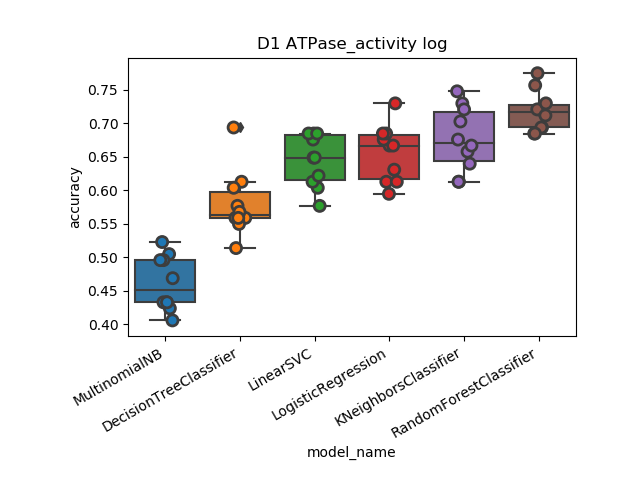 D1 ATPase_activity log
accuracy
0.75
0.70
0.65
0.60
0.55
0.50
0.45
0.40
MultinomialNB
DecisionTreeClassifier
LinearSVC
LogisticRegression
KNeighborsClassifier
RandomForestClassifier
model_name